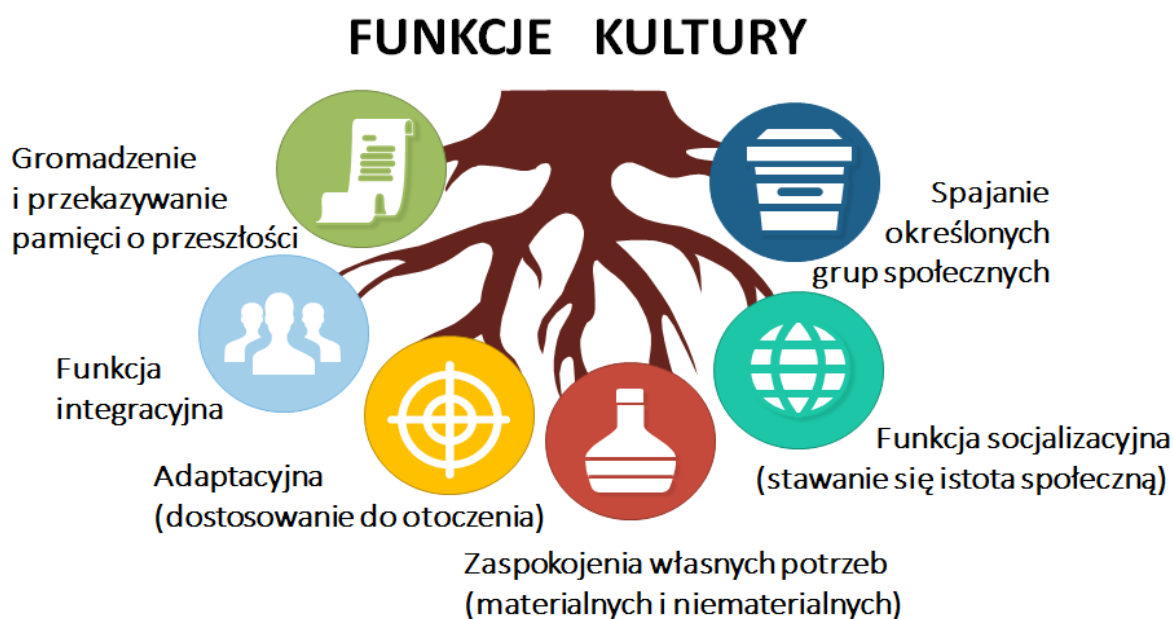 FUNKCJE KULTURY
Gromadzenie
i przekazywanie
pamięci o przeszłości
Spajanie
określonych
grup społecznych
Funkcja
integracyjna
Funkcja socjalizacyjna
(stawanie się istota społeczną)
Adaptacyjna
(dostosowanie do otoczenia)
Zaspokojenia własnych potrzeb
(materialnych i niematerialnych)